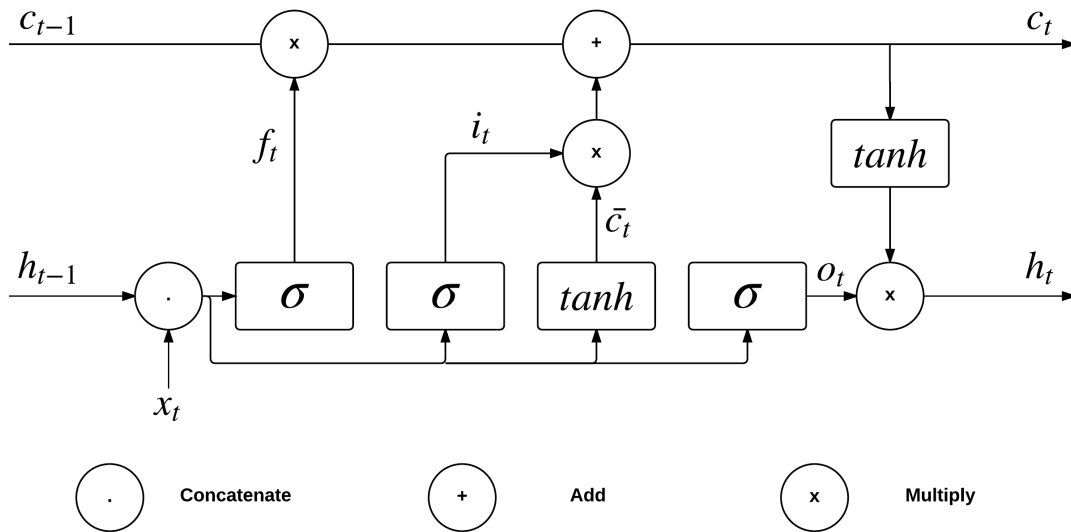 c_{t-1} x + c_t
f_t i_t x tanh
c̄_t
h_{t-1} . σ σ tanh σ o_t x h_t
x_t
. Concatenate + Add x Multiply